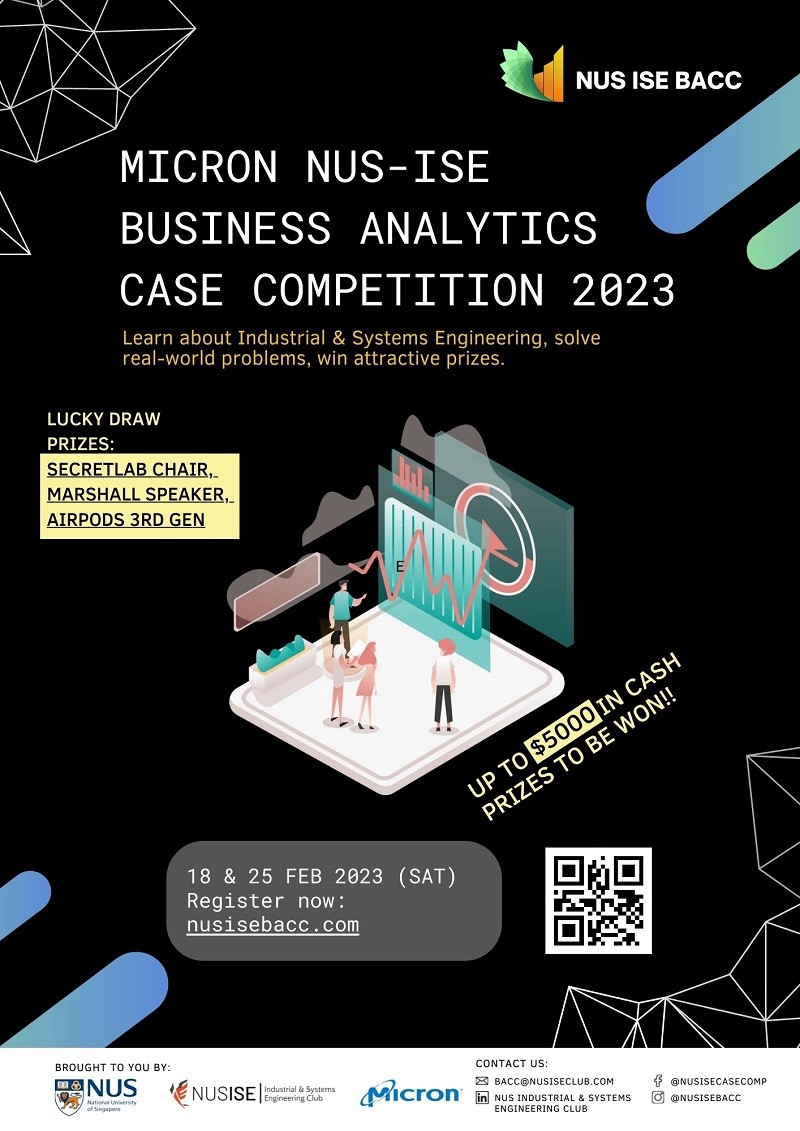 NUS ISE BACC
MICRON NUS-ISE
BUSINESS ANALYTICS
CASE COMPETITION 2023
Learn about Industrial & Systems Engineering, solve
real-world problems, win attractive prizes.
LUCKY DRAW
PRIZES:
SECRETLAB CHAIR,
MARSHALL SPEAKER,
AIRPODS 3RD GEN
E
UP TO $5000 IN CASH
PRIZES TO BE WON!!
18 & 25 FEB 2023 (SAT)
Register now:
nusisebacc.com
BROUGHT TO YOU BY:
NUS
National University
of Singapore
NUSISE
Industrial & Systems
Engineering Club
Micron
CONTACT US:
BACC@NUSISECLUB.COM
NUS INDUSTRIAL & SYSTEMS
ENGINEERING CLUB
@NUSISECASECOMP
@NUSISEBACC